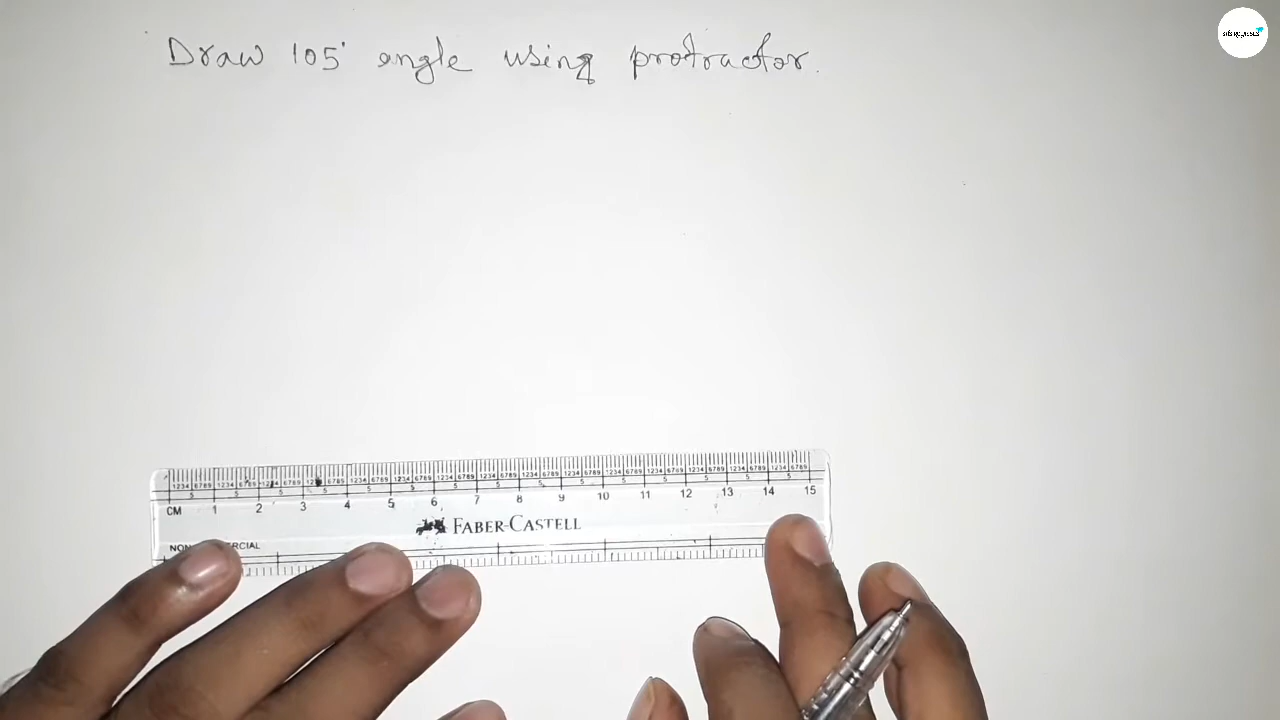 Draw 105° angle using protractor.
CM 1 2 3 4 5 6 7 8 9 10 11 12 13 14 15
FABER-CASTELL